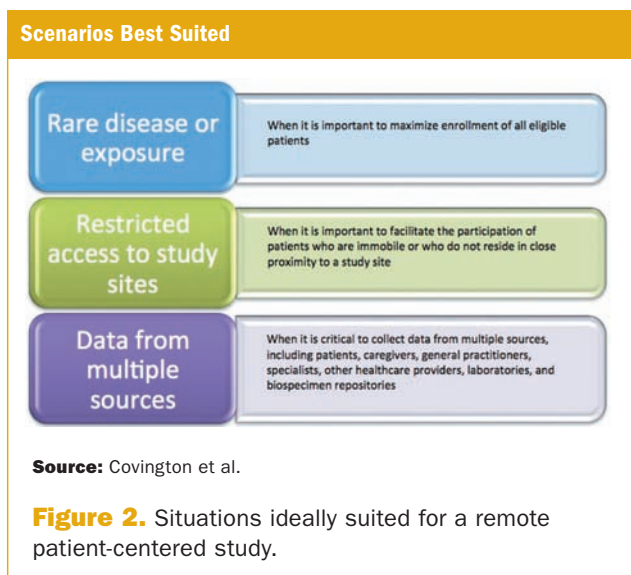 Scenarios Best Suited
Rare disease or
exposure
When it is important to maximize enrollment of all eligible
patients
Restricted
access to study
sites
When it is important to facilitate the participation of
patients who are immobile or who do not reside in close
proximity to a study site
Data from
multiple
sources
When it is critical to collect data from multiple sources,
including patients, caregivers, general practitioners,
specialists, other healthcare providers, laboratories, and
biospecimen repositories
Source: Covington et al.
Figure 2. Situations ideally suited for a remote
patient-centered study.